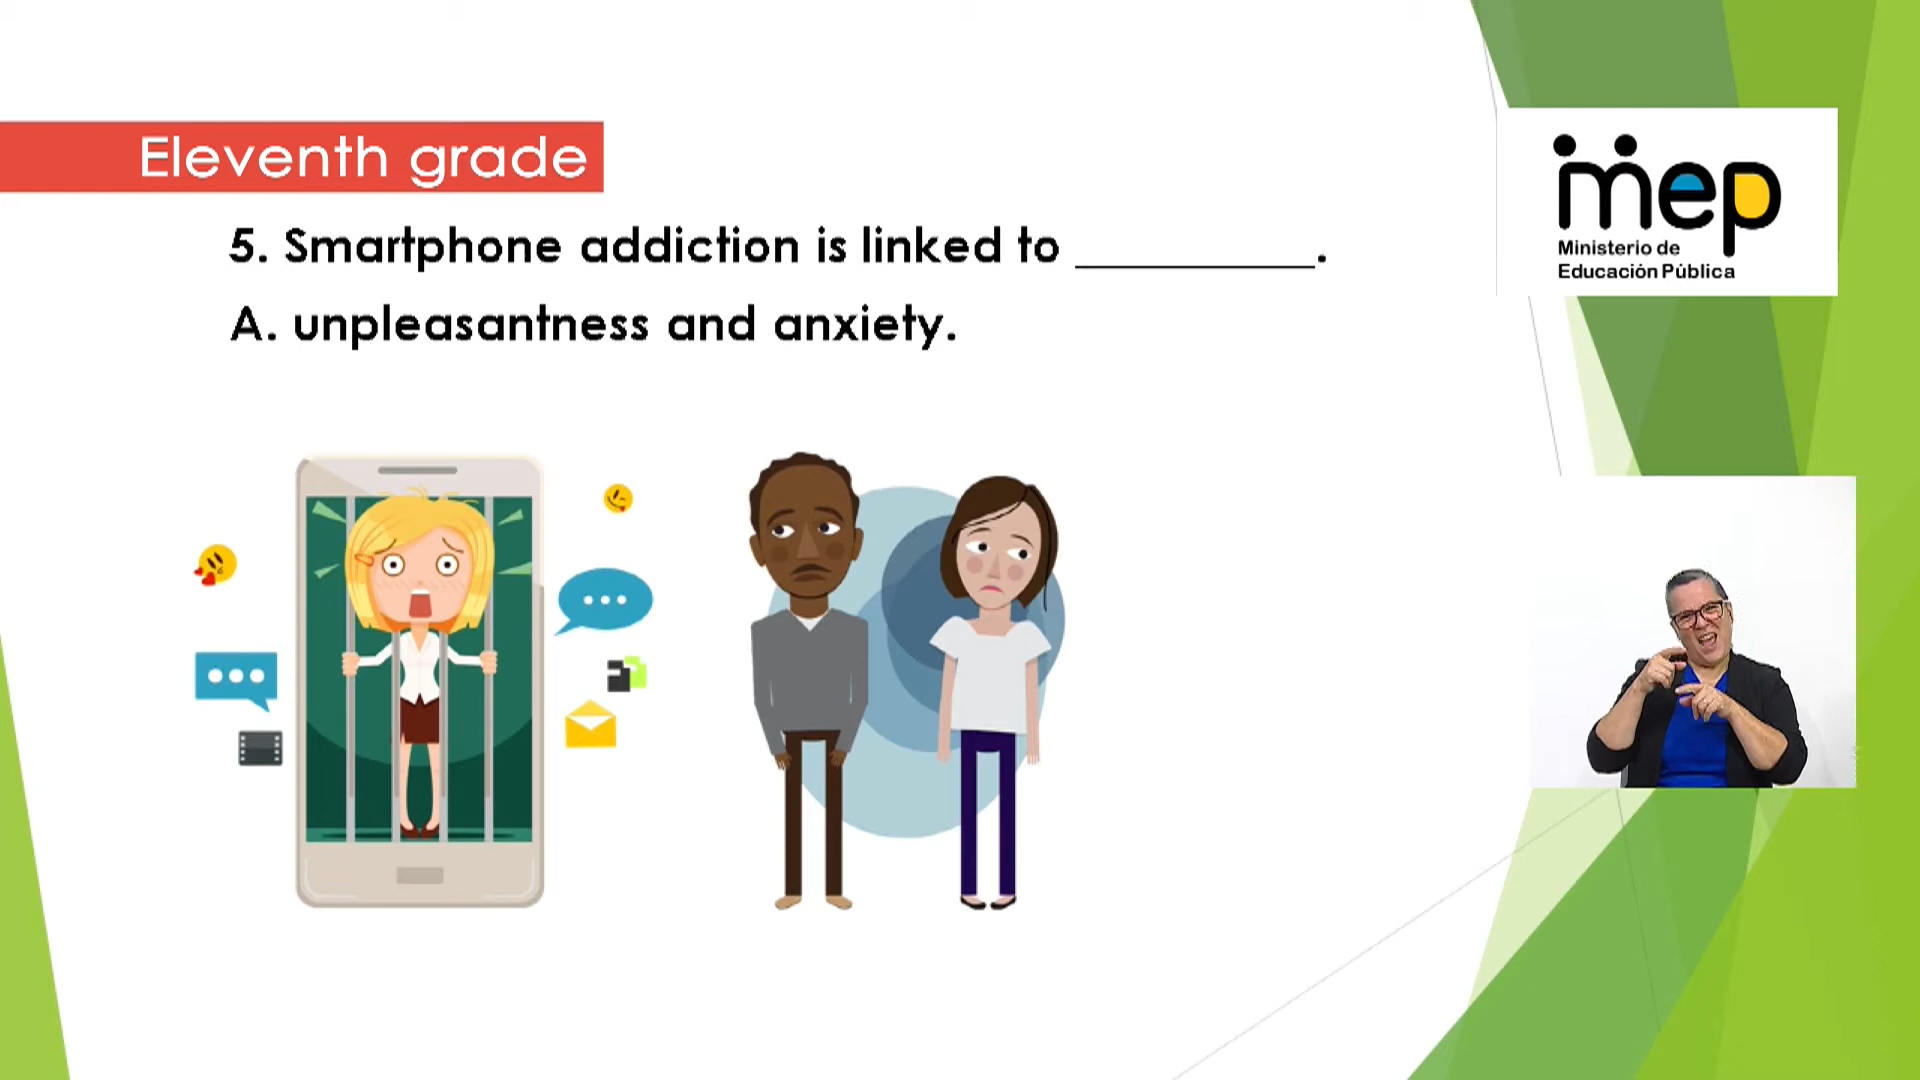 Eleventh grade
5. Smartphone addiction is linked to __________.
A. unpleasantness and anxiety.
mep
Ministerio de
Educación Pública